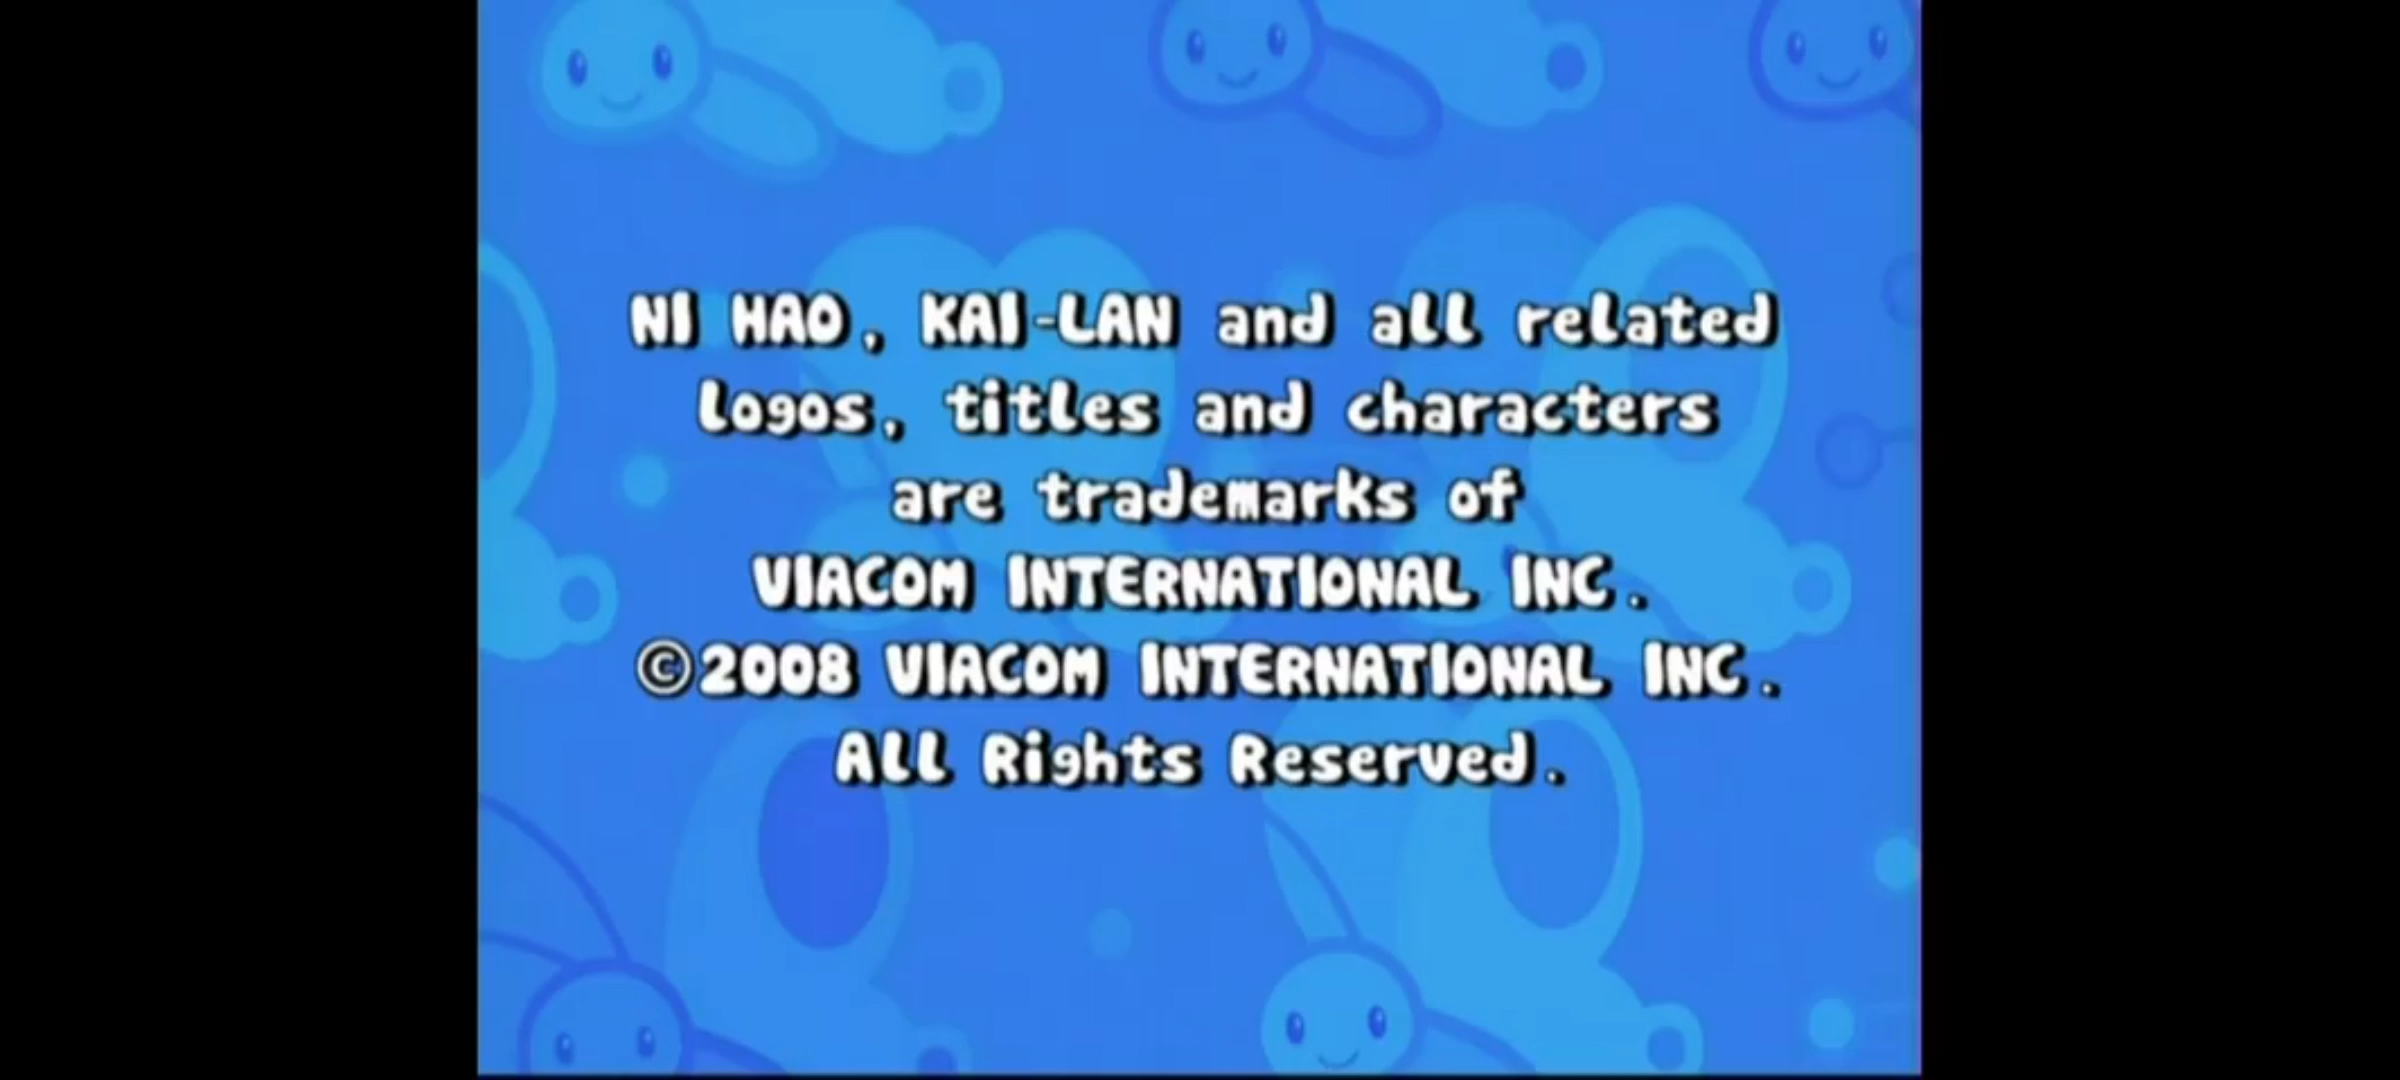 NI HAO, KAI-LAN and all related
logos, titles and characters
are trademarks of
VIACOM INTERNATIONAL INC.
©2008 VIACOM INTERNATIONAL INC.
All Rights Reserved.